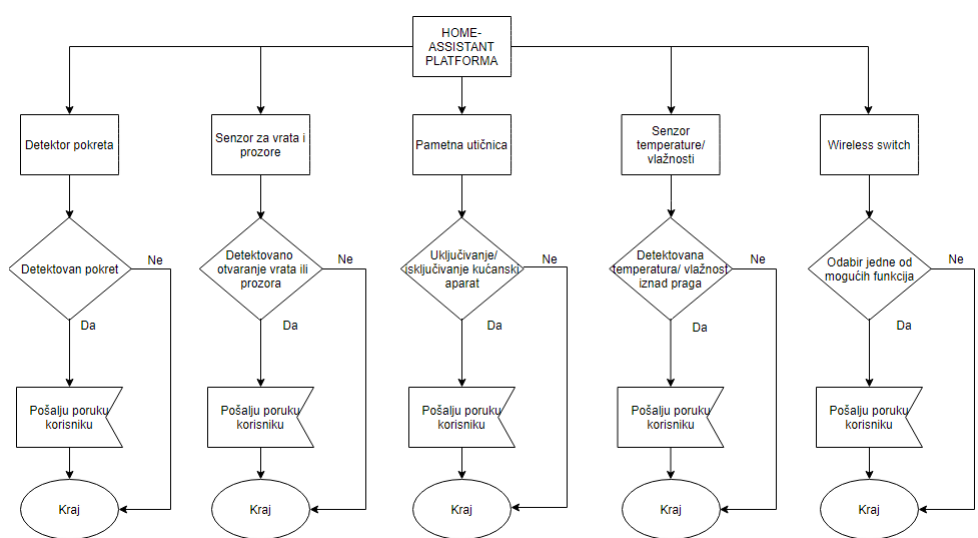 HOME-
ASSISTANT
PLATFORMA
Detektor pokreta
Senzor za vrata i
prozore
Pametna utičnica
Senzor
temperature/
vlažnosti
Wireless switch
Detektovan pokret
Ne
Da
Detektovano
otvaranje vrata ili
prozora
Ne
Da
Uključivanje/
isključivanje kućanski
aparat
Ne
Da
Detektovana
temperatura/ vlažnost
iznad praga
Ne
Da
Odabir jedne od
mogućih funkcija
Ne
Da
Pošalju poruku
korisniku
Pošalju poruku
korisniku
Pošalju poruku
korisniku
Pošalju poruku
korisniku
Pošalju poruku
korisniku
Kraj
Kraj
Kraj
Kraj
Kraj